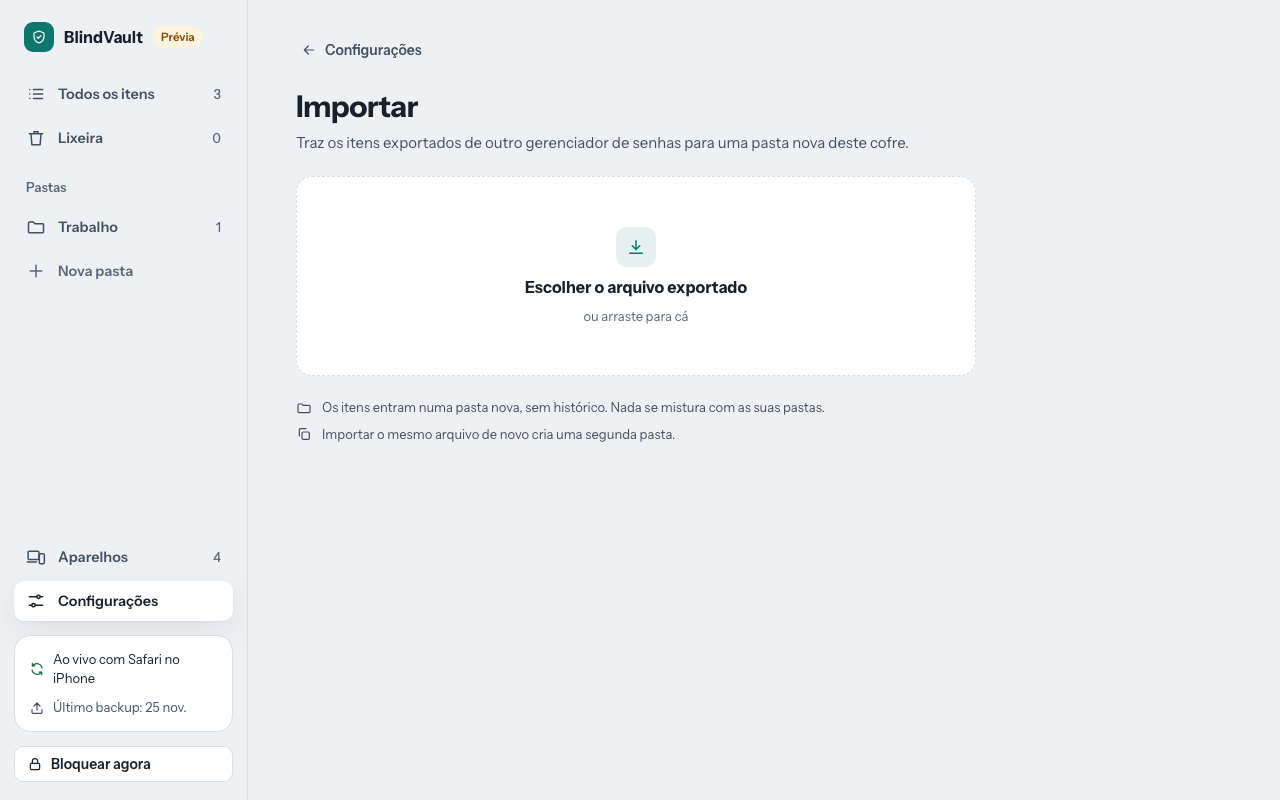 BlindVault Prévia
Todos os itens 3
Lixeira 0
Pastas
Trabalho 1
Nova pasta
Aparelhos 4
Configurações
Ao vivo com Safari no
iPhone
Último backup: 25 nov.
Bloquear agora
Configurações
Importar
Traz os itens exportados de outro gerenciador de senhas para uma pasta nova deste cofre.
Escolher o arquivo exportado
ou arraste para cá
Os itens entram numa pasta nova, sem histórico. Nada se mistura com as suas pastas.
Importar o mesmo arquivo de novo cria uma segunda pasta.